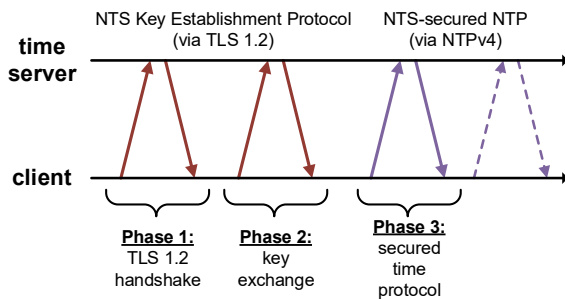 NTS Key Establishment Protocol
(via TLS 1.2)
NTS-secured NTP
(via NTPv4)
time
server
client
Phase 1:
TLS 1.2
handshake
Phase 2:
key
exchange
Phase 3:
secured
time
protocol